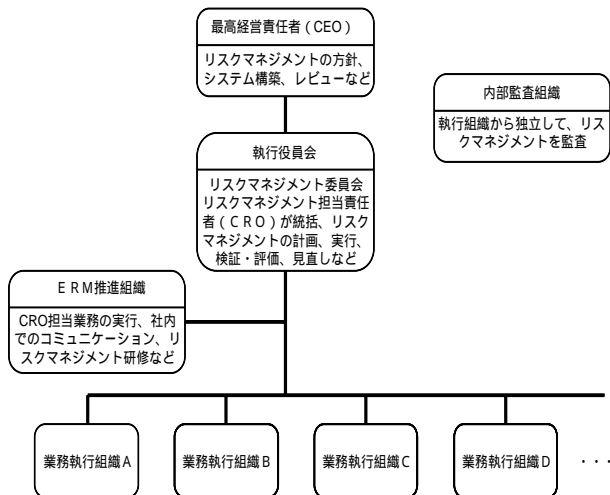 最高経営責任者(CEO)
リスクマネジメントの方針、
システム構築、レビューなど
内部監査組織
執行組織から独立して、リス
クマネジメントを監査
執行役員会
リスクマネジメント委員会
リスクマネジメント担当責任
者(CRO)が統括、リスク
マネジメントの計画、実行、
検証・評価、見直しなど
ERM推進組織
CRO担当業務の実行、社内
でのコミュニケーション、リ
スクマネジメント研修など
業務執行組織A
業務執行組織B
業務執行組織C
業務執行組織D
・・・